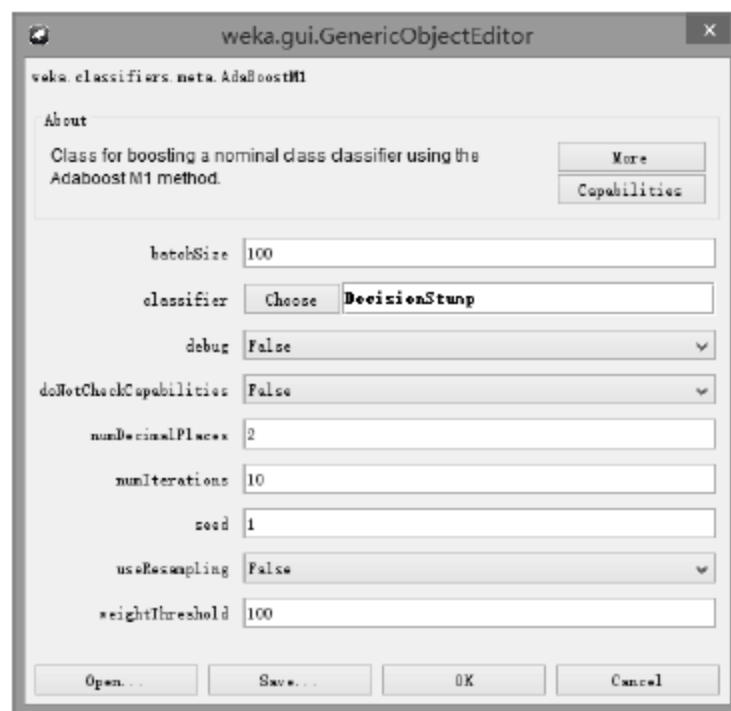 weka.gui.GenericObjectEditor
weka.classifiers.meta.AdaBoostM1
About
Class for boosting a nominal class classifier using the
Adaboost M1 method.
More
Capabilities
batchSize 100
classifier Choose DecisionStump
debug False
doNotCheckCapabilities False
numDecimalPlaces 2
numIterations 10
seed 1
useResampling False
weightThreshold 100
Open... Save... OK Cancel